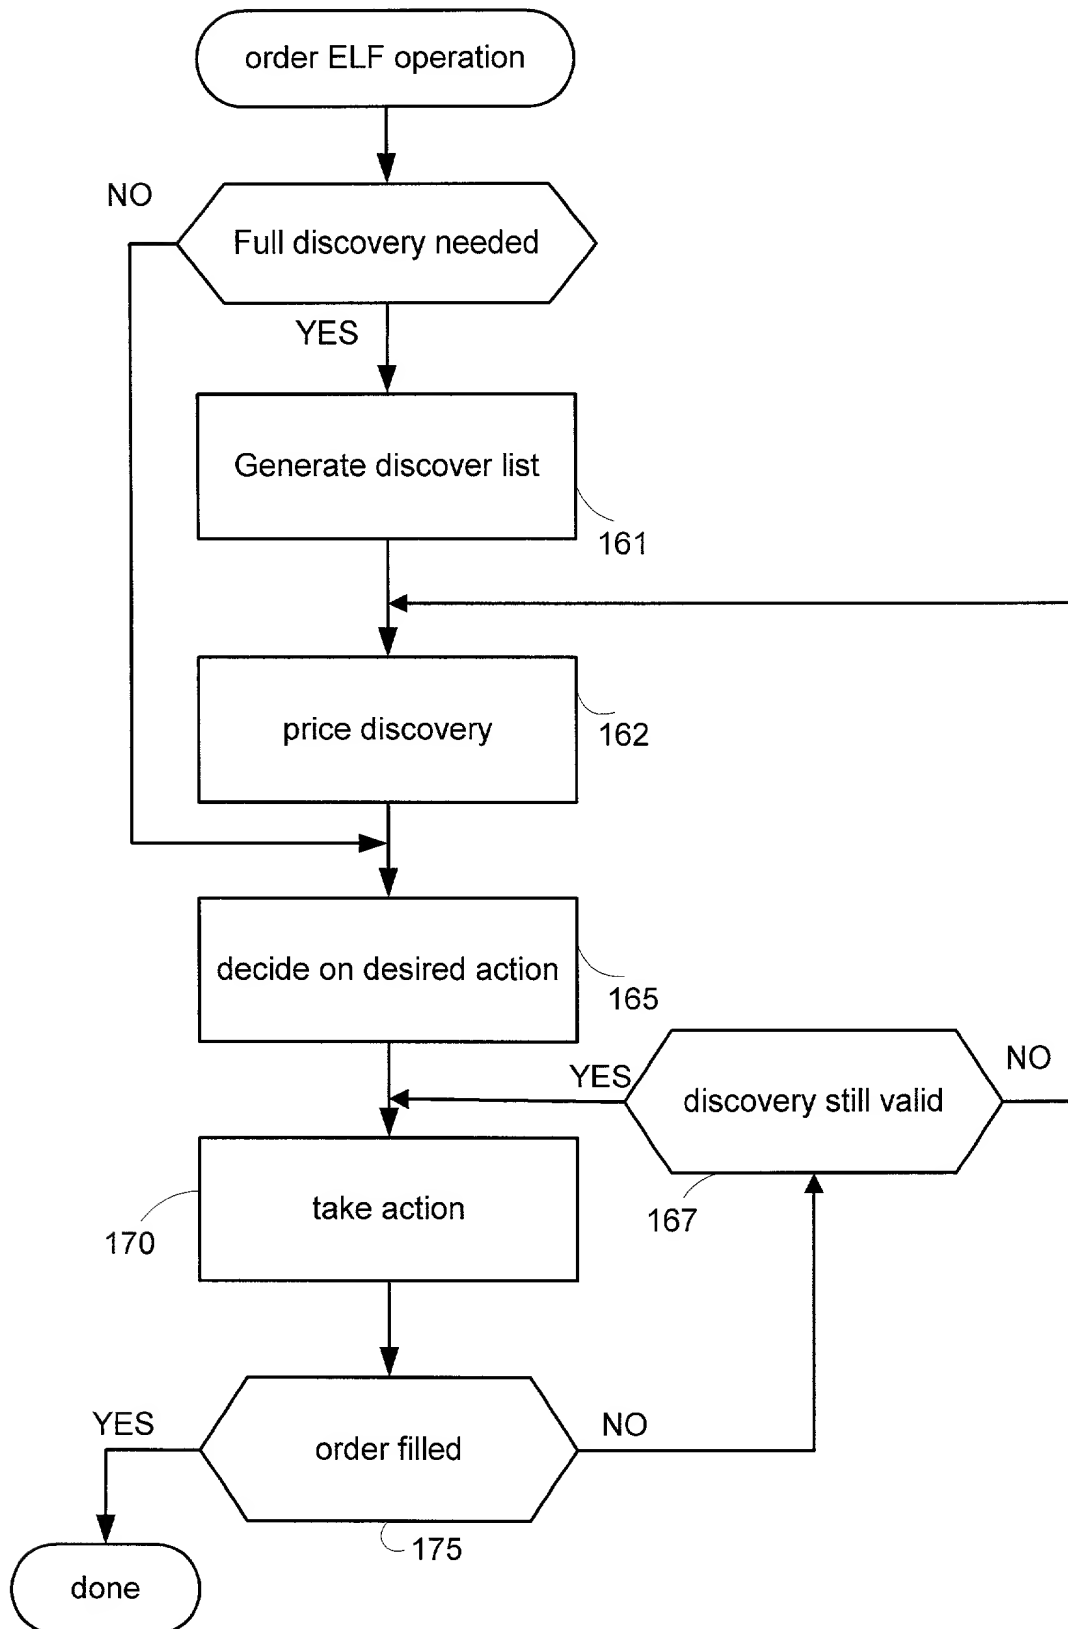 order ELF operation
NO
Full discovery needed
YES
Generate discover list
161
price discovery
162
decide on desired action
165
YES
discovery still valid
NO
167
take action
170
YES
order filled
NO
175
done